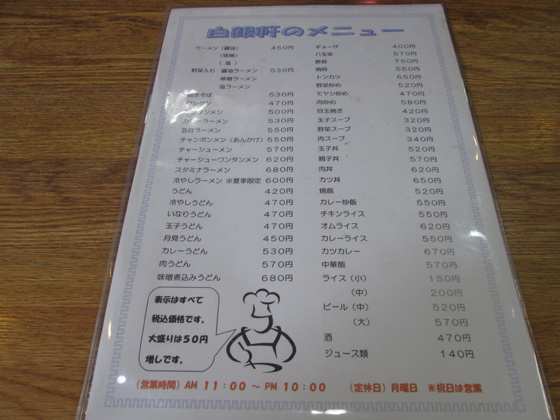 白銀軒のメニュー
ラーメン（醤油） 450円
（味噌）
（塩）
野菜入り 醤油ラーメン 530円
味噌ラーメン
塩ラーメン
焼きそば 530円
ワンタン 470円
メン 500円
カレーラーメン 530円
五目ラーメン 550円
チャンポンメン（あんかけ） 550円
チャーシューメン 570円
チャーシューワンタンメン 620円
スタミナラーメン 680円
冷やしラーメン ※夏季限定 600円
うどん 420円
冷やしうどん 470円
いなりうどん 470円
玉子うどん 470円
月見うどん 450円
カレーうどん 530円
肉うどん 570円
味噌煮込みうどん 680円
ギョーザ 400円
八宝菜 570円
酢豚 750円
焼豚 550円
トンカツ 650円
野菜炒め 520円
モヤシ炒め 470円
肉炒め 580円
目玉焼き 420円
玉子スープ 320円
野菜スープ 320円
肉スープ 340円
玉子丼 520円
親子丼 570円
肉丼 620円
カツ丼 650円
焼飯 520円
カレー炒飯 550円
チキンライス 550円
オムライス 620円
カレーライス 550円
カツカレー 670円
中華飯 570円
ライス（小） 150円
（中） 200円
ビール（中） 520円
（大） 570円
酒 470円
ジュース類 140円
表示はすべて
税込価格です。
大盛りは50円
増しです。
（営業時間）AM 11：00 ～ PM 10：00 （定休日）月曜日 ※祝日は営業